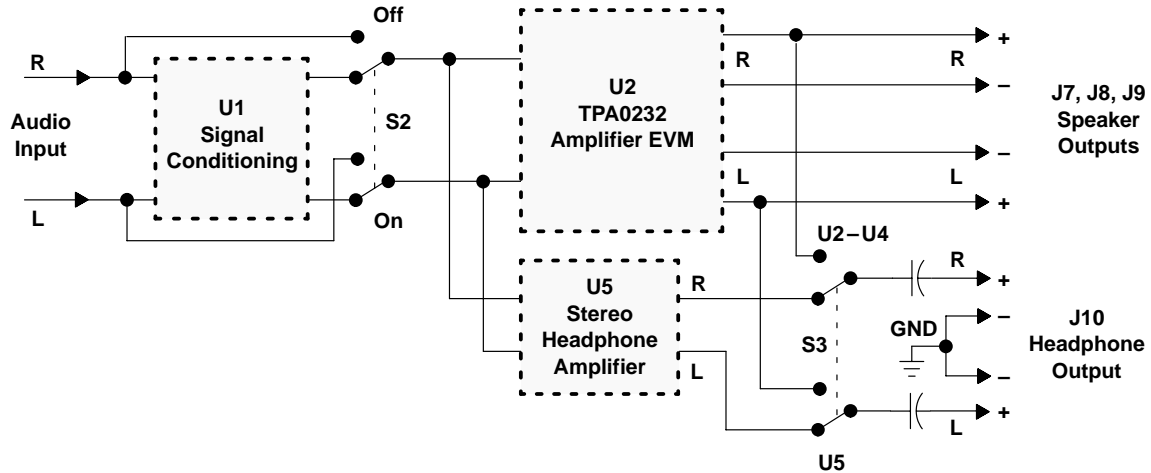 Off
R
U1
Signal
Conditioning
Audio
Input
L
S2
On
U2
TPA0232
Amplifier EVM
R
R
+
–
–
L
L
+
J7, J8, J9
Speaker
Outputs
U2–U4
U5
Stereo
Headphone
Amplifier
R
L
S3
R
+
GND
–
–
+
L
J10
Headphone
Output
U5